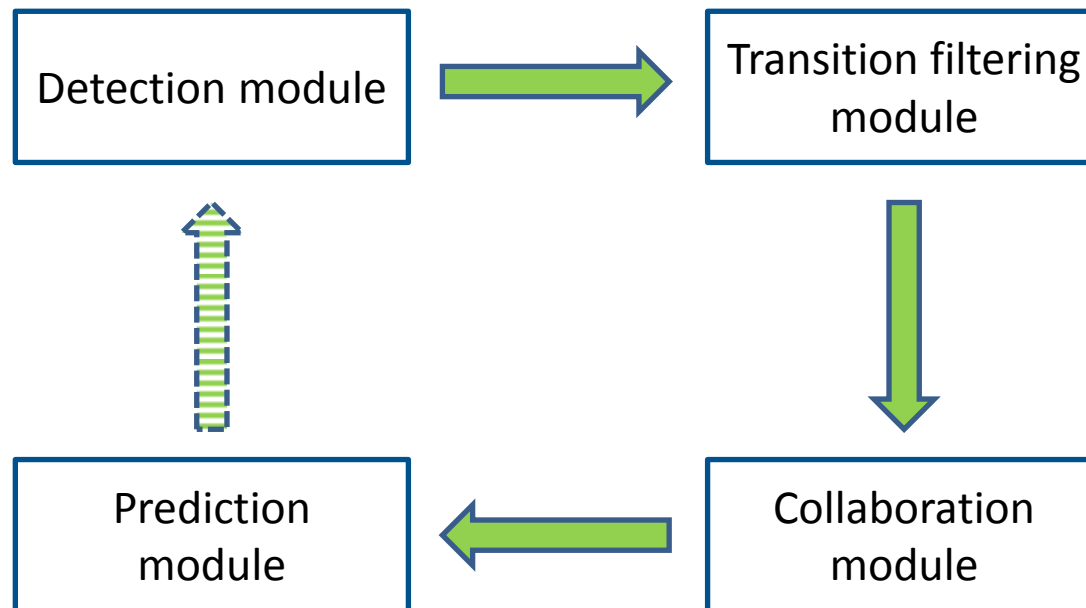 Detection module
Transition filtering
module
Prediction
module
Collaboration
module